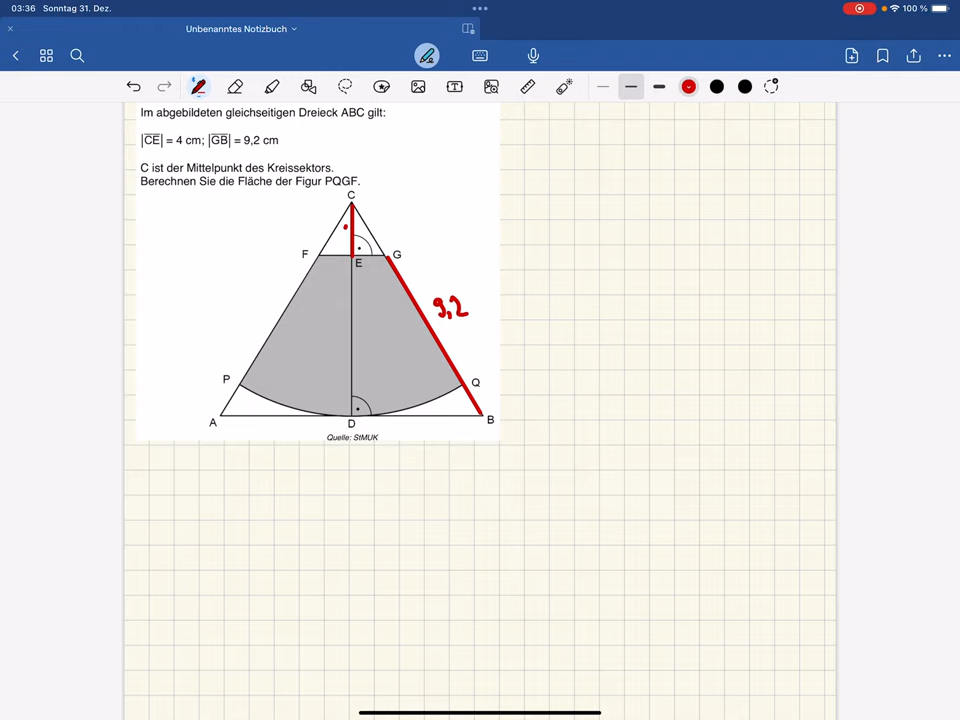 03:36 Sonntag 31. Dez.
100 %
Unbenanntes Notizbuch
Im abgebildeten gleichseitigen Dreieck ABC gilt:
|CE| = 4 cm; |GB| = 9,2 cm
C ist der Mittelpunkt des Kreissektors.
Berechnen Sie die Fläche der Figur PQGF.
C
F
G
E
9,2
P
Q
A
D
B
Quelle: StMUK